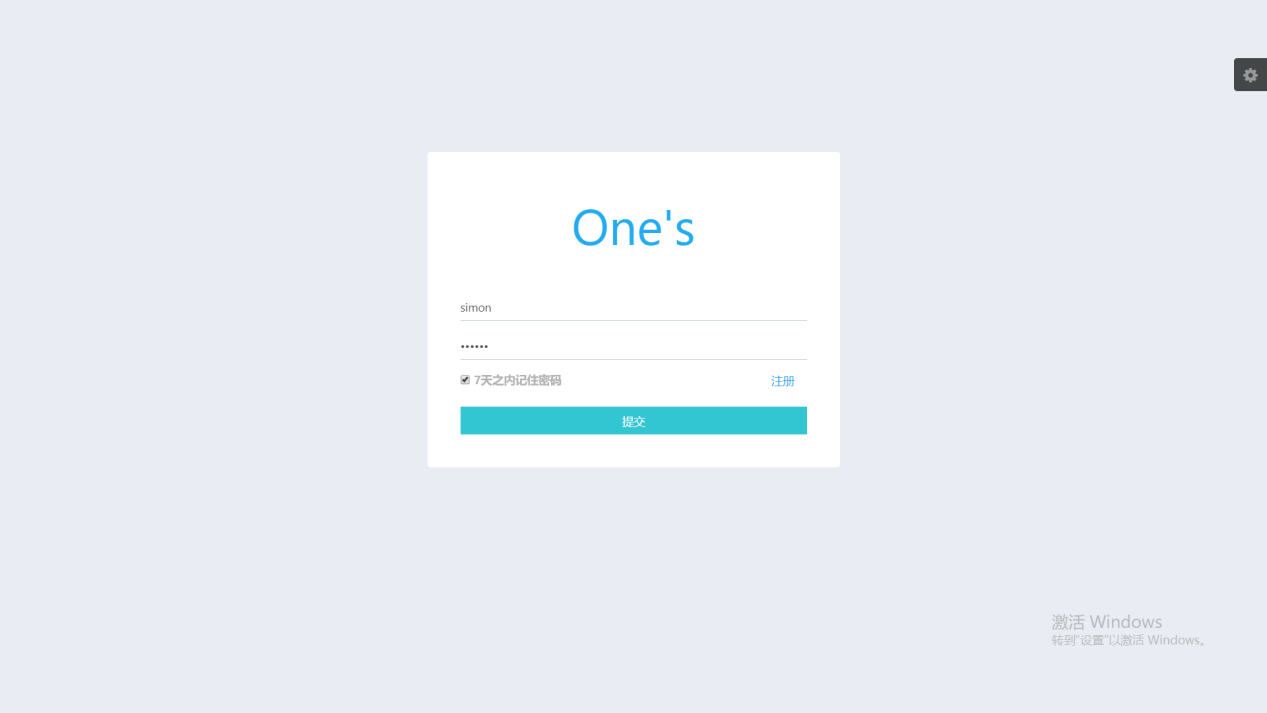 One's
simon
••••••
7天之内记住密码
注册
提交
激活 Windows
转到"设置"以激活 Windows。